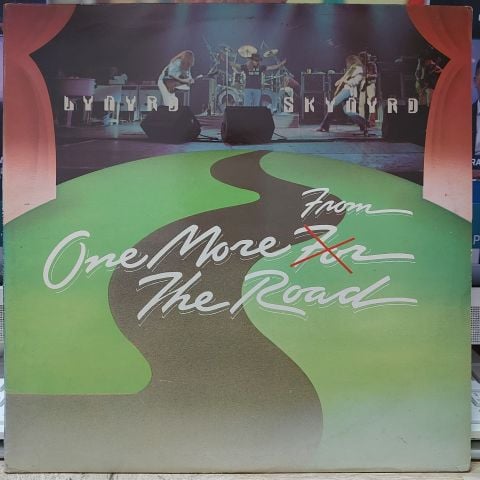 LYNYRD SKYNYRD
From
One More For
The Road